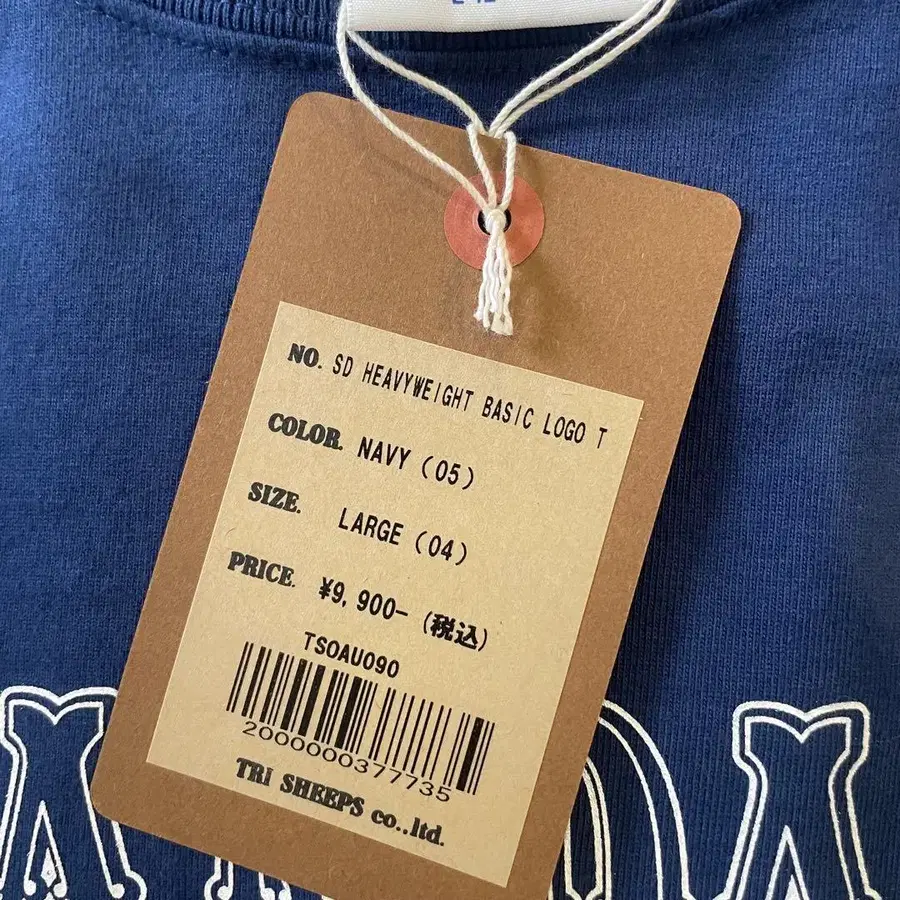 NO. SD HEAVYWEIGHT BASIC LOGO T
COLOR. NAVY (05)
SIZE. LARGE (04)
PRICE. ¥9,900- (税込)
TSOAU090
2000000377735
TRI SHEEPS co.,ltd.